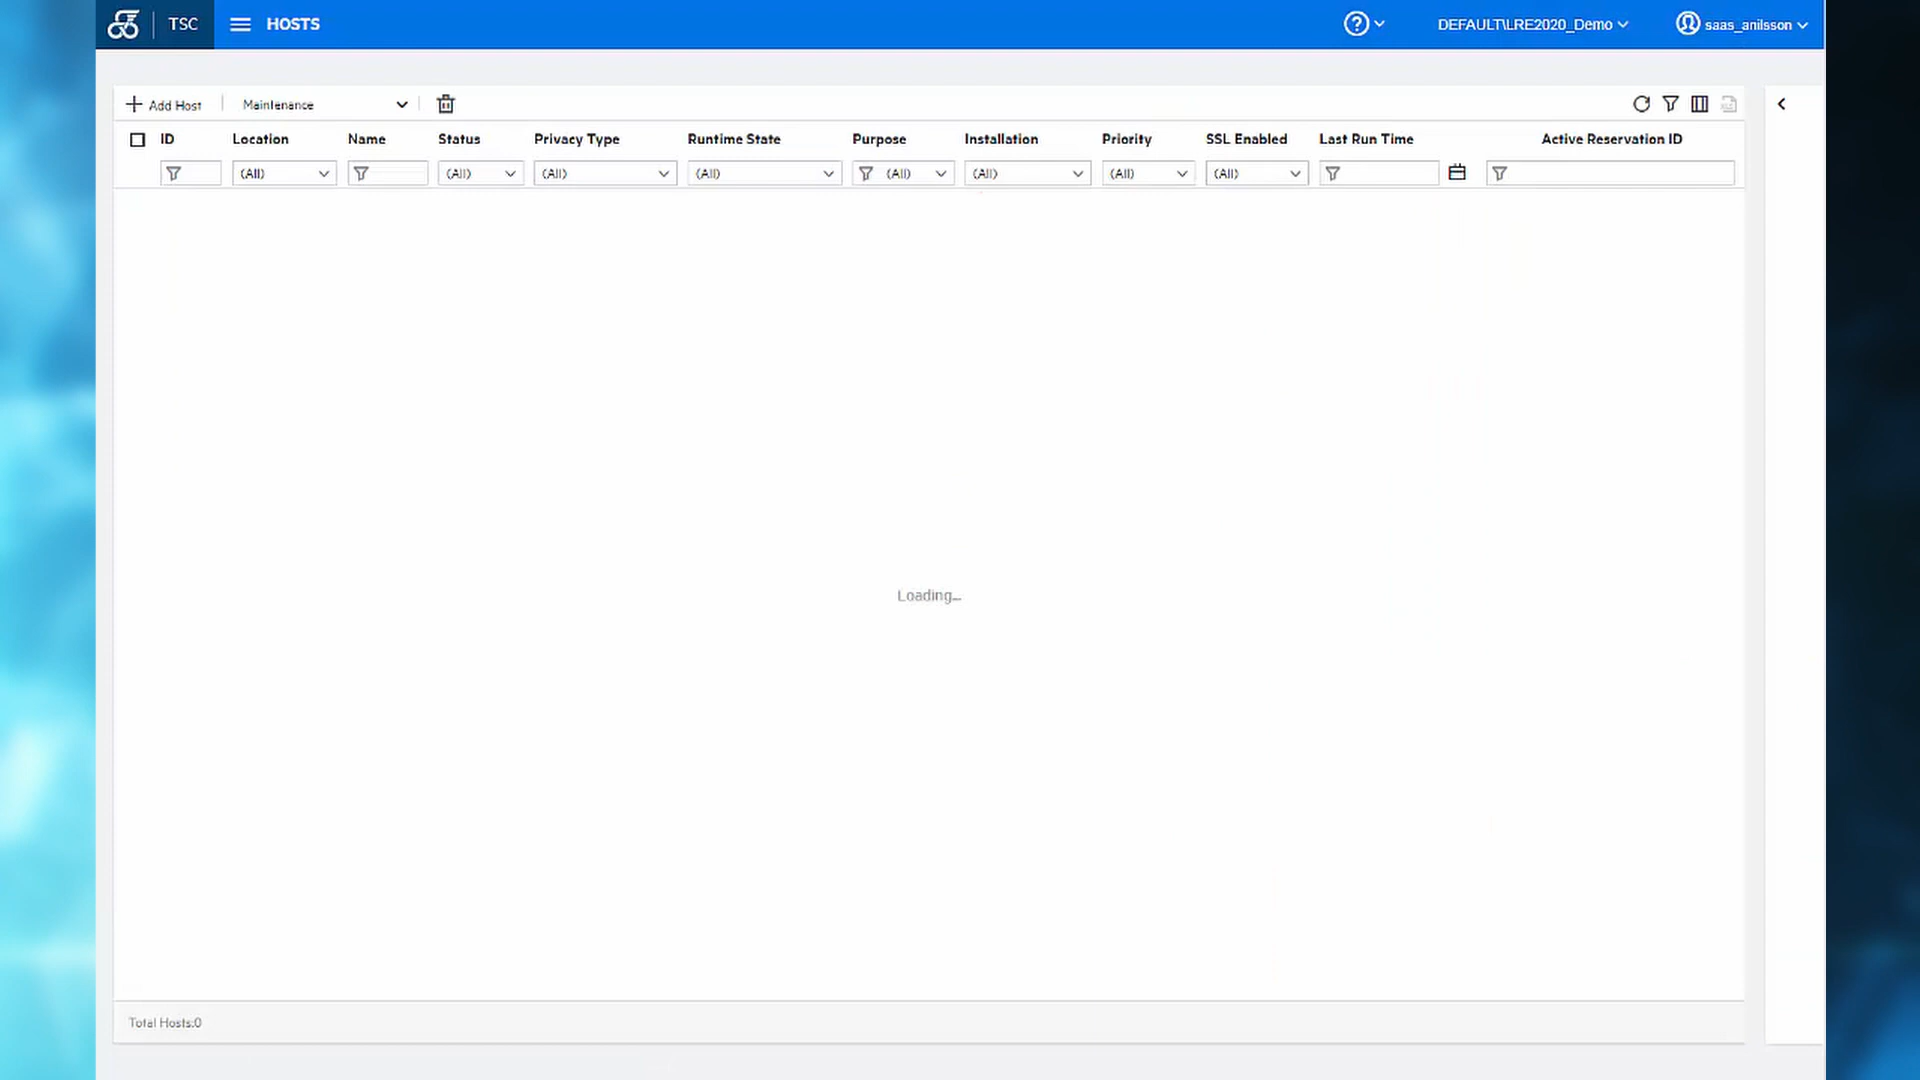 TSC HOSTS DEFAULT\LRE2020_Demo saas_anilsson
Add Host Maintenance
ID Location Name Status Privacy Type Runtime State Purpose Installation Priority SSL Enabled Last Run Time Active Reservation ID
(All) (All) (All) (All) (All) (All) (All) (All)
Loading...
Total Hosts:0